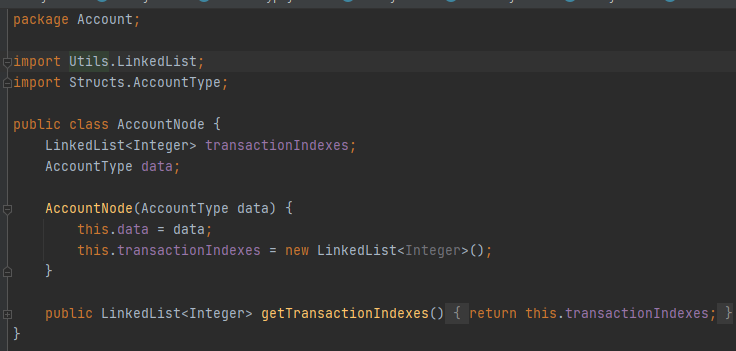 package Account;

import Utils.LinkedList;
import Structs.AccountType;

public class AccountNode {
    LinkedList<Integer> transactionIndexes;
    AccountType data;

    AccountNode(AccountType data) {
        this.data = data;
        this.transactionIndexes = new LinkedList<Integer>();
    }

    public LinkedList<Integer> getTransactionIndexes() { return this.transactionIndexes; }
}